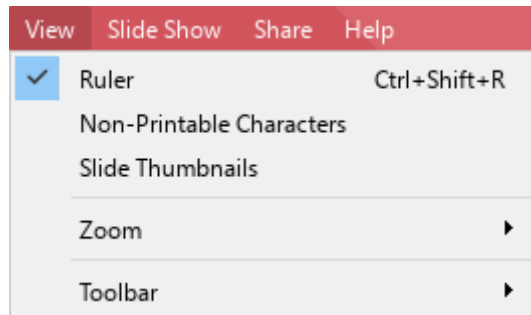 View Slide Show Share Help
Ruler Ctrl+Shift+R
Non-Printable Characters
Slide Thumbnails
Zoom
Toolbar